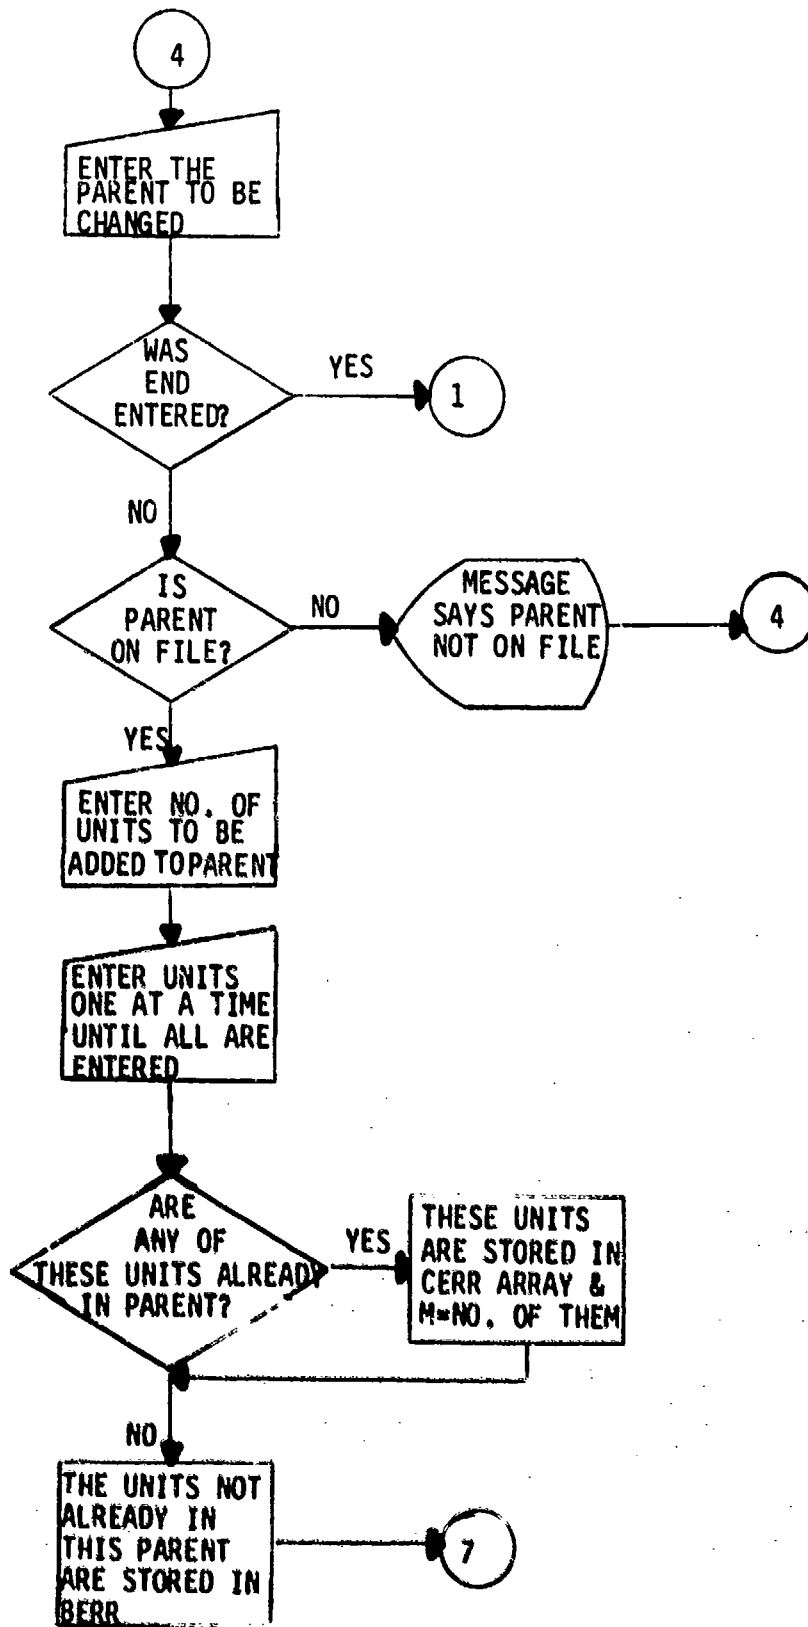 4
ENTER THE
PARENT TO BE
CHANGED
WAS
END
ENTERED?
YES
1
NO
IS
PARENT
ON FILE?
NO
MESSAGE
SAYS PARENT
NOT ON FILE
4
YES
ENTER NO. OF
UNITS TO BE
ADDED TO PARENT
ENTER UNITS
ONE AT A TIME
UNTIL ALL ARE
ENTERED
ARE
ANY OF
THESE UNITS ALREADY
IN PARENT?
YES
THESE UNITS
ARE STORED IN
CERR ARRAY &
M=NO. OF THEM
NO
THE UNITS NOT
ALREADY IN
THIS PARENT
ARE STORED IN
BERR
7